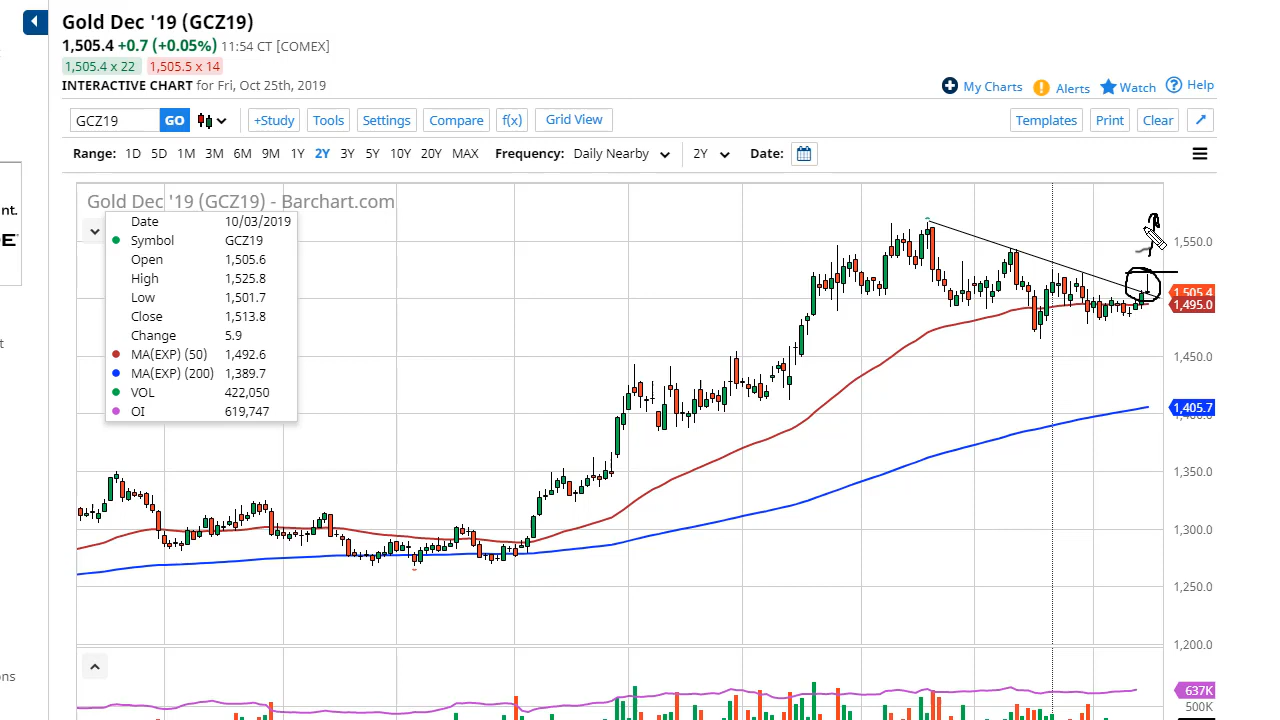 Gold Dec '19 (GCZ19)
1,505.4 +0.7 (+0.05%) 11:54 CT [COMEX]
1,505.4 x 22 1,505.5 x 14
INTERACTIVE CHART for Fri, Oct 25th, 2019
My Charts Alerts Watch Help
GCZ19 GO +Study Tools Settings Compare f(x) Grid View Templates Print Clear
Range: 1D 5D 1M 3M 6M 9M 1Y 2Y 3Y 5Y 10Y 20Y MAX Frequency: Daily Nearby 2Y Date:
Gold Dec '19 (GCZ19) - Barchart.com
Date 10/03/2019
Symbol GCZ19
Open 1,505.6
High 1,525.8
Low 1,501.7
Close 1,513.8
Change 5.9
MA(EXP) (50) 1,492.6
MA(EXP) (200) 1,389.7
VOL 422,050
OI 619,747
1,550.0
1,505.4
1,495.0
1,450.0
1,405.7
1,350.0
1,300.0
1,250.0
1,200.0
637K
500K
nt.
E
t
ons